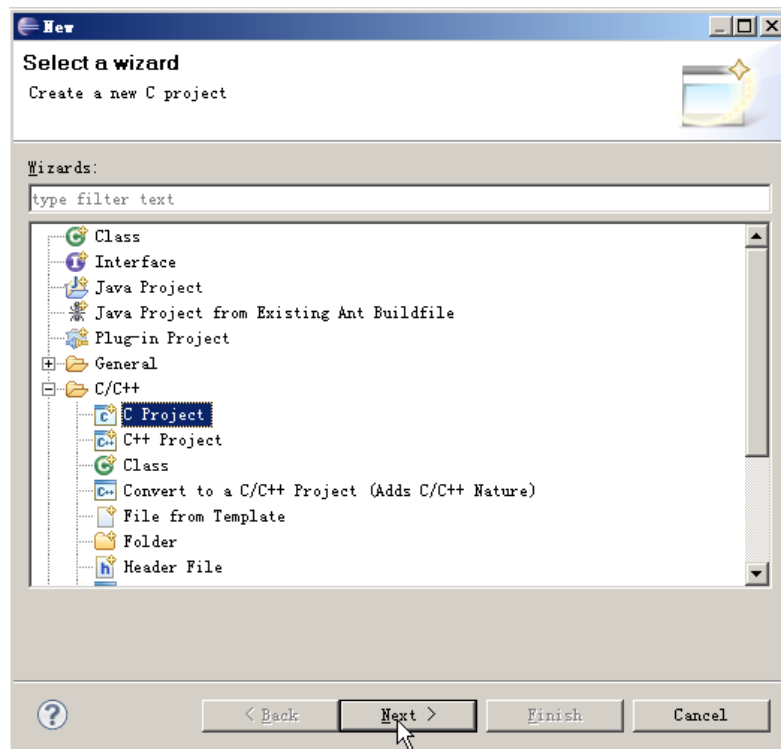 New
Select a wizard
Create a new C project
Wizards:
type filter text
Class
Interface
Java Project
Java Project from Existing Ant Buildfile
Plug-in Project
General
C/C++
C Project
C++ Project
Class
Convert to a C/C++ Project (Adds C/C++ Nature)
File from Template
Folder
Header File
< Back Next > Finish Cancel